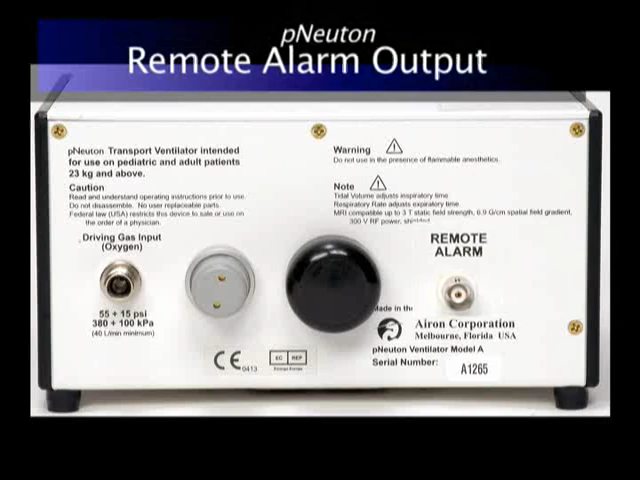 pNeuton
Remote Alarm Output
pNeuton Transport Ventilator intended
for use on pediatric and adult patients
23 kg and above.
Caution
Read and understand operating instructions prior to use.
Do not disassemble. No user replaceable parts.
Federal law (USA) restricts this device to sale or use on
the order of a physician.
Driving Gas Input
(Oxygen)
55 + 15 psi
380 + 100 kPa
(40 L/min minimum)
CE 0413
EC REP
Warning
Do not use in the presence of flammable anesthetics.
Note
Tidal Volume adjusts inspiratory time.
Respiratory Rate adjusts expiratory time.
MRI compatible up to 3 T static field strength, 6.9 G/cm spatial field gradient,
300 V RF power,
REMOTE
ALARM
Made in the
Airon Corporation
Melbourne, Florida USA
pNeuton Ventilator Model A
Serial Number: A1265